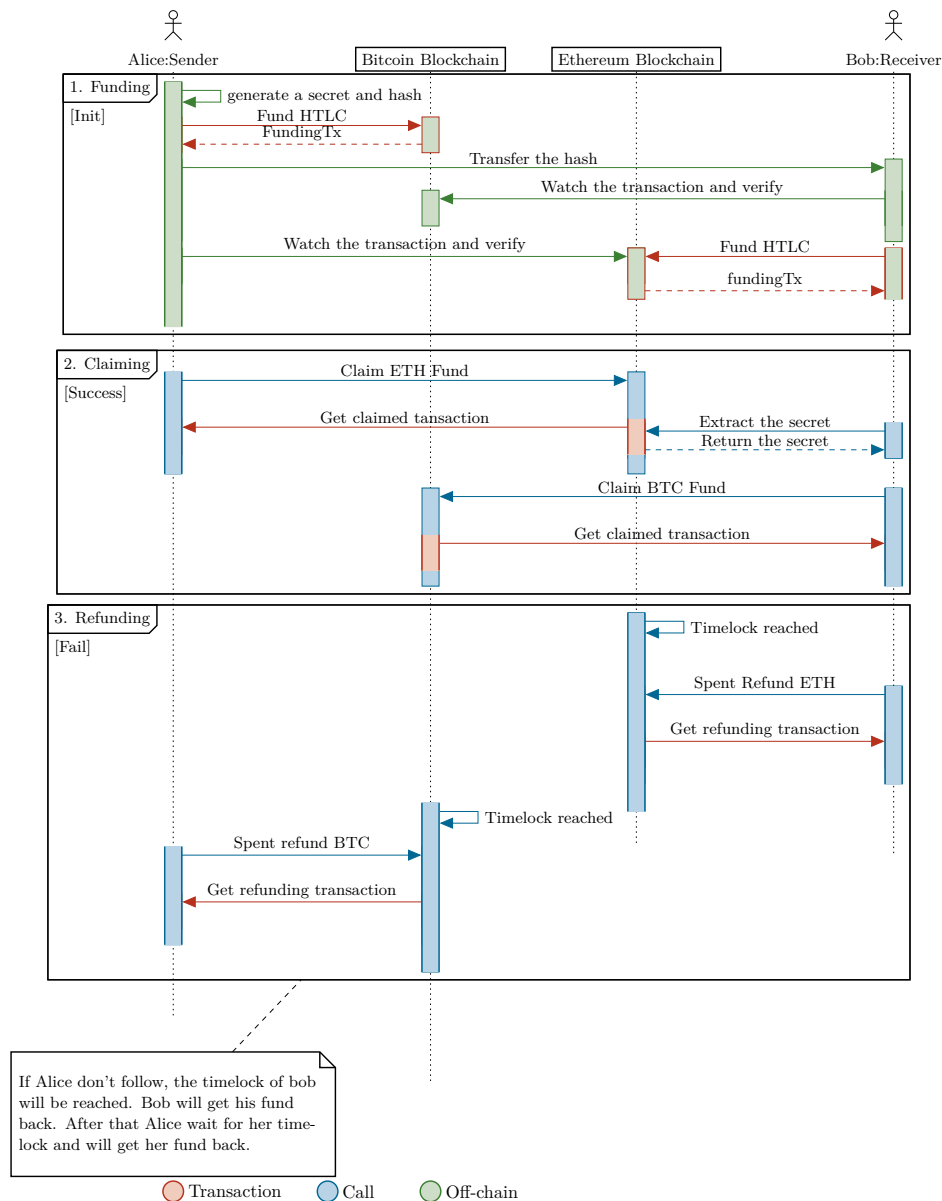 Alice:Sender
Bitcoin Blockchain
Ethereum Blockchain
Bob:Receiver
1. Funding
[Init]
generate a secret and hash
Fund HTLC
FundingTx
Transfer the hash
Watch the transaction and verify
Watch the transaction and verify
Fund HTLC
fundingTx
2. Claiming
[Success]
Claim ETH Fund
Get claimed tansaction
Extract the secret
Return the secret
Claim BTC Fund
Get claimed transaction
3. Refunding
[Fail]
Timelock reached
Spent Refund ETH
Get refunding transaction
Timelock reached
Spent refund BTC
Get refunding transaction
If Alice don't follow, the timelock of bob
will be reached. Bob will get his fund
back. After that Alice wait for her time-
lock and will get her fund back.
Transaction
Call
Off-chain